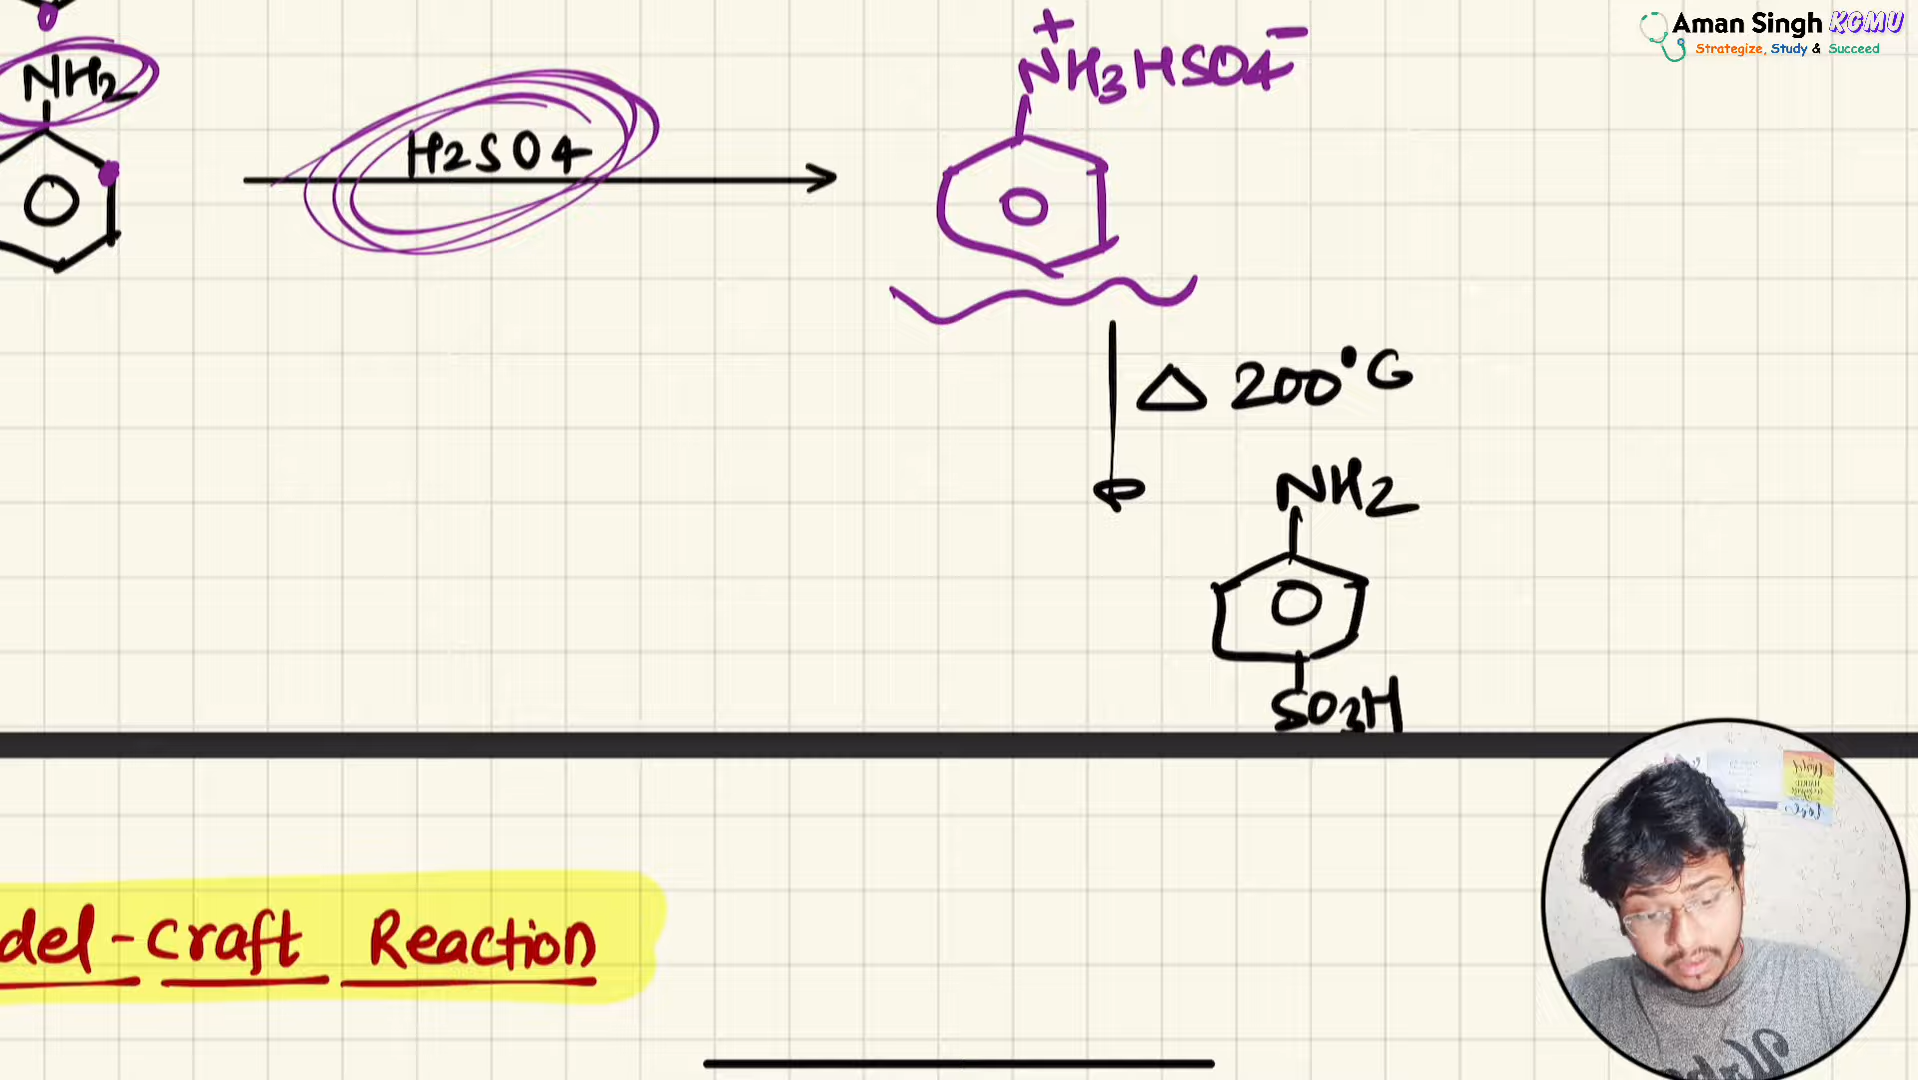 Aman Singh KGMU
Strategize, Study & Succeed
NH2
H2SO4
+
NH3HSO4-
Δ 200°C
NH2
SO3H
del-Craft Reaction